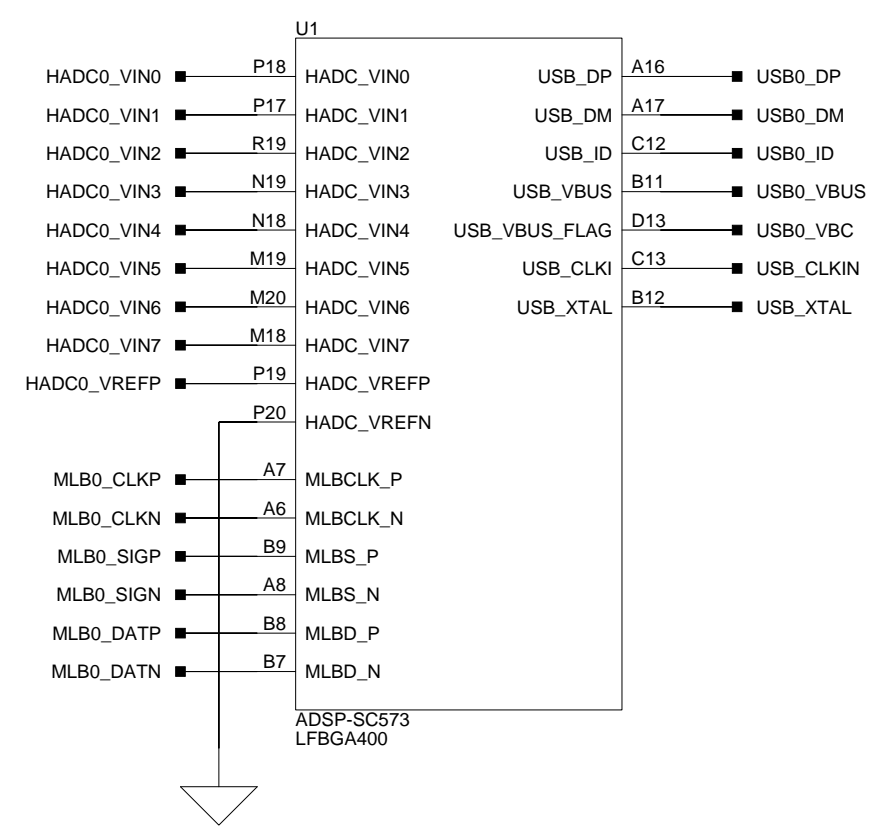 U1
HADC0_VIN0 P18 HADC_VIN0 USB_DP A16 USB0_DP
HADC0_VIN1 P17 HADC_VIN1 USB_DM A17 USB0_DM
HADC0_VIN2 R19 HADC_VIN2 USB_ID C12 USB0_ID
HADC0_VIN3 N19 HADC_VIN3 USB_VBUS B11 USB0_VBUS
HADC0_VIN4 N18 HADC_VIN4 USB_VBUS_FLAG D13 USB0_VBC
HADC0_VIN5 M19 HADC_VIN5 USB_CLKI C13 USB_CLKIN
HADC0_VIN6 M20 HADC_VIN6 USB_XTAL B12 USB_XTAL
HADC0_VIN7 M18 HADC_VIN7
HADC0_VREFP P19 HADC_VREFP
P20 HADC_VREFN
MLB0_CLKP A7 MLBCLK_P
MLB0_CLKN A6 MLBCLK_N
MLB0_SIGP B9 MLBS_P
MLB0_SIGN A8 MLBS_N
MLB0_DATP B8 MLBD_P
MLB0_DATN B7 MLBD_N
ADSP-SC573
LFBGA400